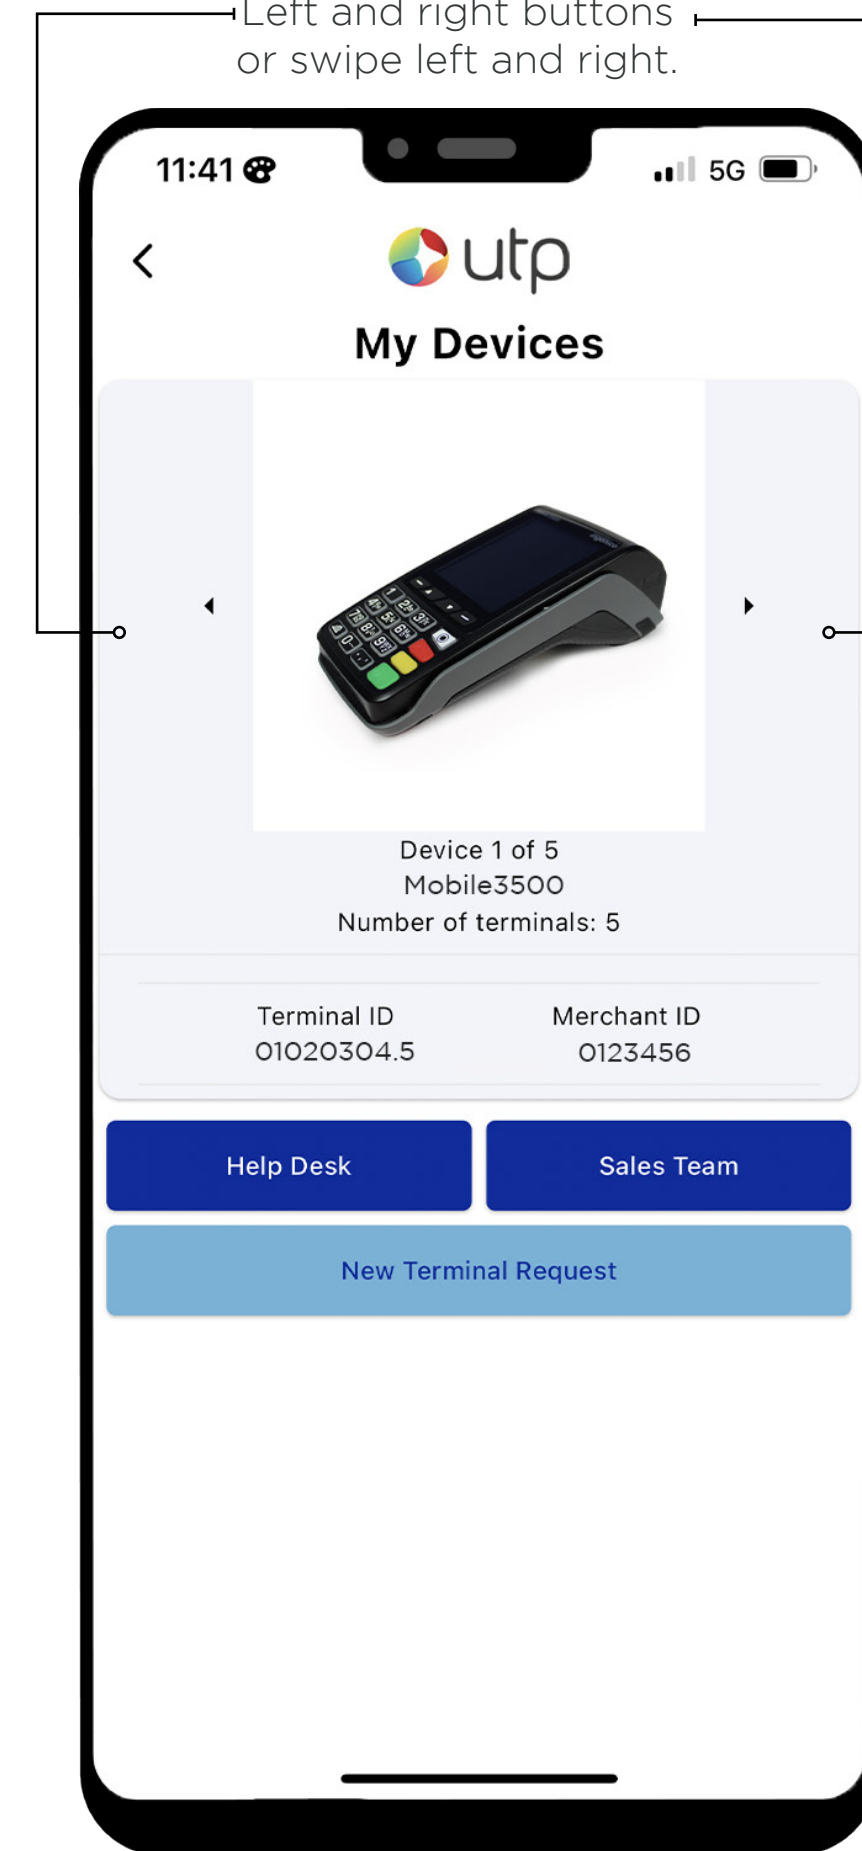 Left and right buttons
or swipe left and right.
11:41
5G
utp
My Devices
Device 1 of 5
Mobile3500
Number of terminals: 5
Terminal ID Merchant ID
01020304.5 0123456
Help Desk Sales Team
New Terminal Request